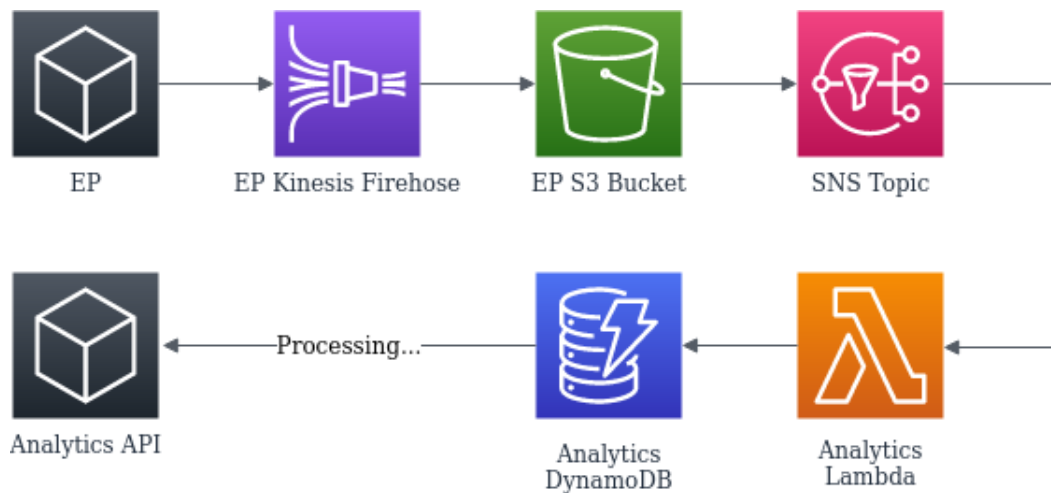 EP
EP Kinesis Firehose
EP S3 Bucket
SNS Topic
Processing...
Analytics API
Analytics
DynamoDB
Analytics
Lambda